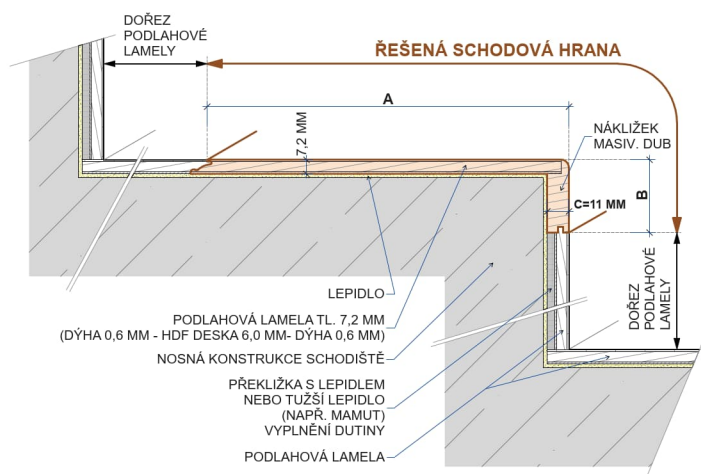 DOŘEZ
PODLAHOVÉ
LAMELY
ŘEŠENÁ SCHODOVÁ HRANA
A
7,2 MM
NÁKLIŽEK
MASIV. DUB
B
C=11 MM
LEPIDLO
PODLAHOVÁ LAMELA TL. 7,2 MM
(DÝHA 0,6 MM - HDF DESKA 6,0 MM- DÝHA 0,6 MM)
NOSNÁ KONSTRUKCE SCHODIŠTĚ
PŘEKLIŽKA S LEPIDLEM
NEBO TUŽŠÍ LEPIDLO
(NAPŘ. MAMUT)
VYPLNĚNÍ DUTINY
PODLAHOVÁ LAMELA
DOŘEZ
PODLAHOVÉ
LAMELY